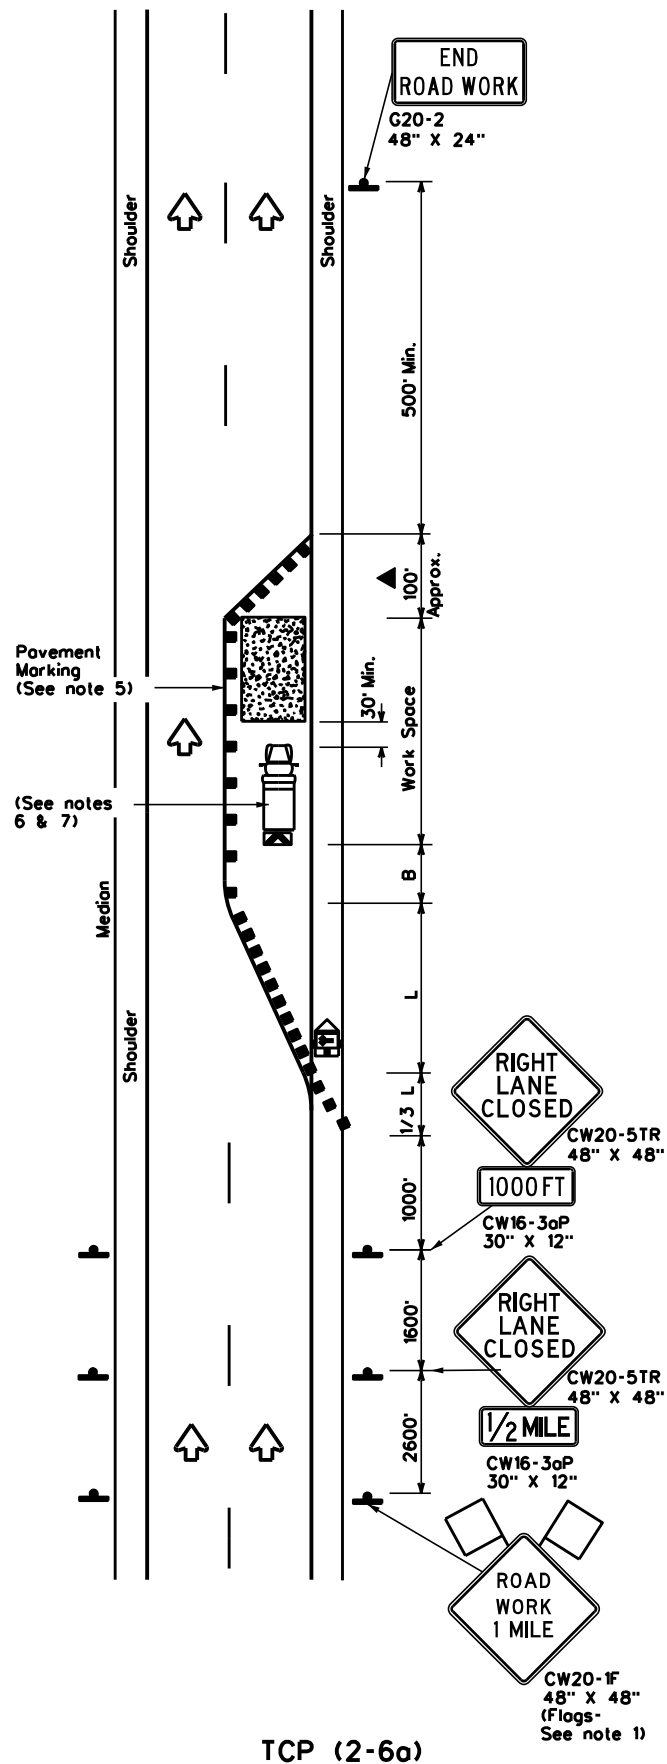 END
ROAD WORK
G20-2
48" X 24"
Shoulder
Shoulder
500' Min.
100'
Approx.
Pavement
Marking
(See note 5)
30' Min.
Work Space
(See notes
6 & 7)
B
Median
L
Shoulder
RIGHT
LANE
CLOSED
1/3 L
CW20-5TR
48" X 48"
1000 FT
1000'
CW16-3aP
30" X 12"
RIGHT
LANE
CLOSED
1600'
CW20-5TR
48" X 48"
1/2 MILE
2600'
CW16-3aP
30" X 12"
ROAD
WORK
1 MILE
CW20-1F
48" X 48"
(Flags-
See note 1)
TCP (2-6a)